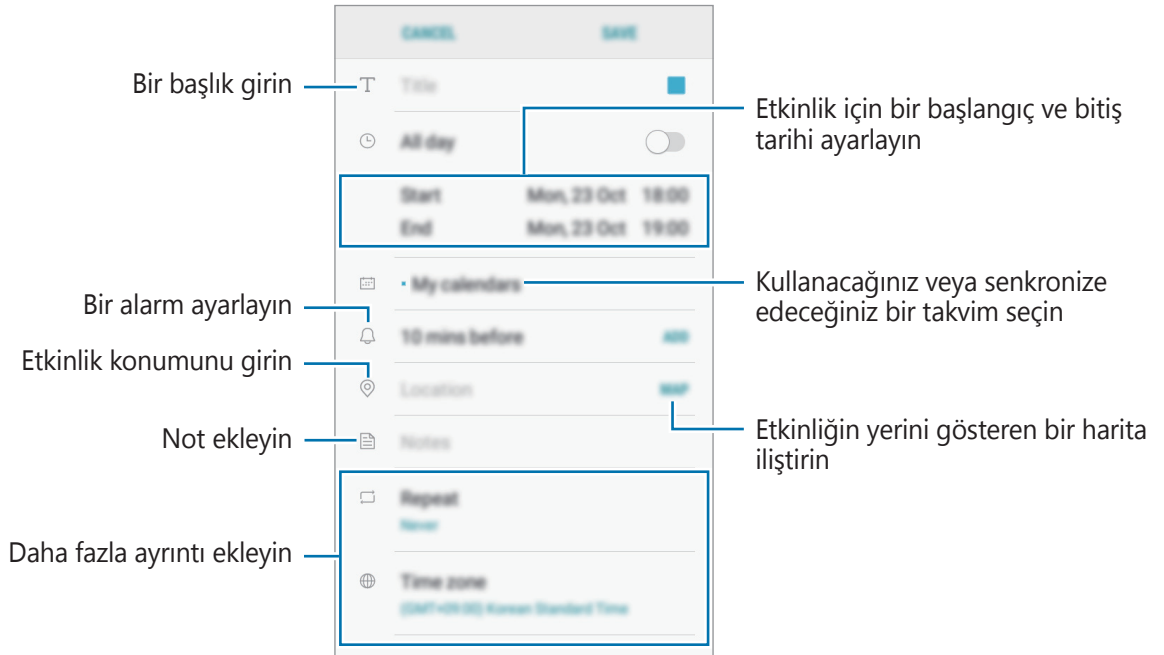 CANCEL
SAVE
Bir başlık girin
Title
Etkinlik için bir başlangıç ve bitiş
tarihi ayarlayın
All day
Start Mon, 23 Oct 18:00
End Mon, 23 Oct 19:00
My calendars
Kullanacağınız veya senkronize
edeceğiniz bir takvim seçin
Bir alarm ayarlayın
10 mins before
ADD
Etkinlik konumunu girin
Location
MAP
Not ekleyin
Notes
Etkinliğin yerini gösteren bir harita
iliştirin
Repeat
Never
Daha fazla ayrıntı ekleyin
Time zone
(GMT+09:00) Korean Standard Time